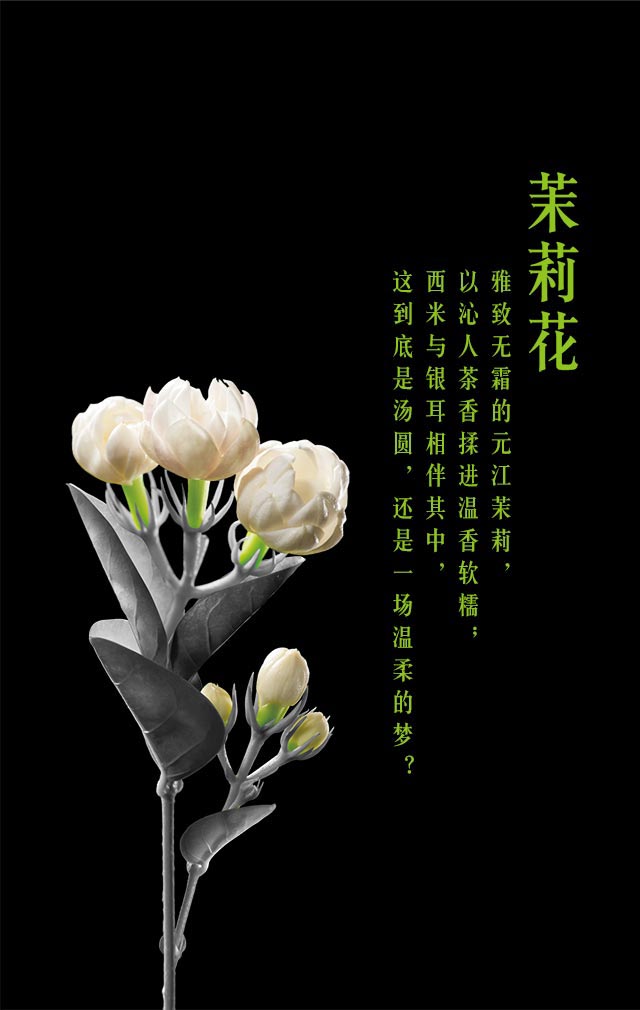 茉莉花
雅致无霜的元江茉莉，
以沁人茶香揉进温香软糯；
西米与银耳相伴其中，
这到底是汤圆，还是一场温柔的梦？